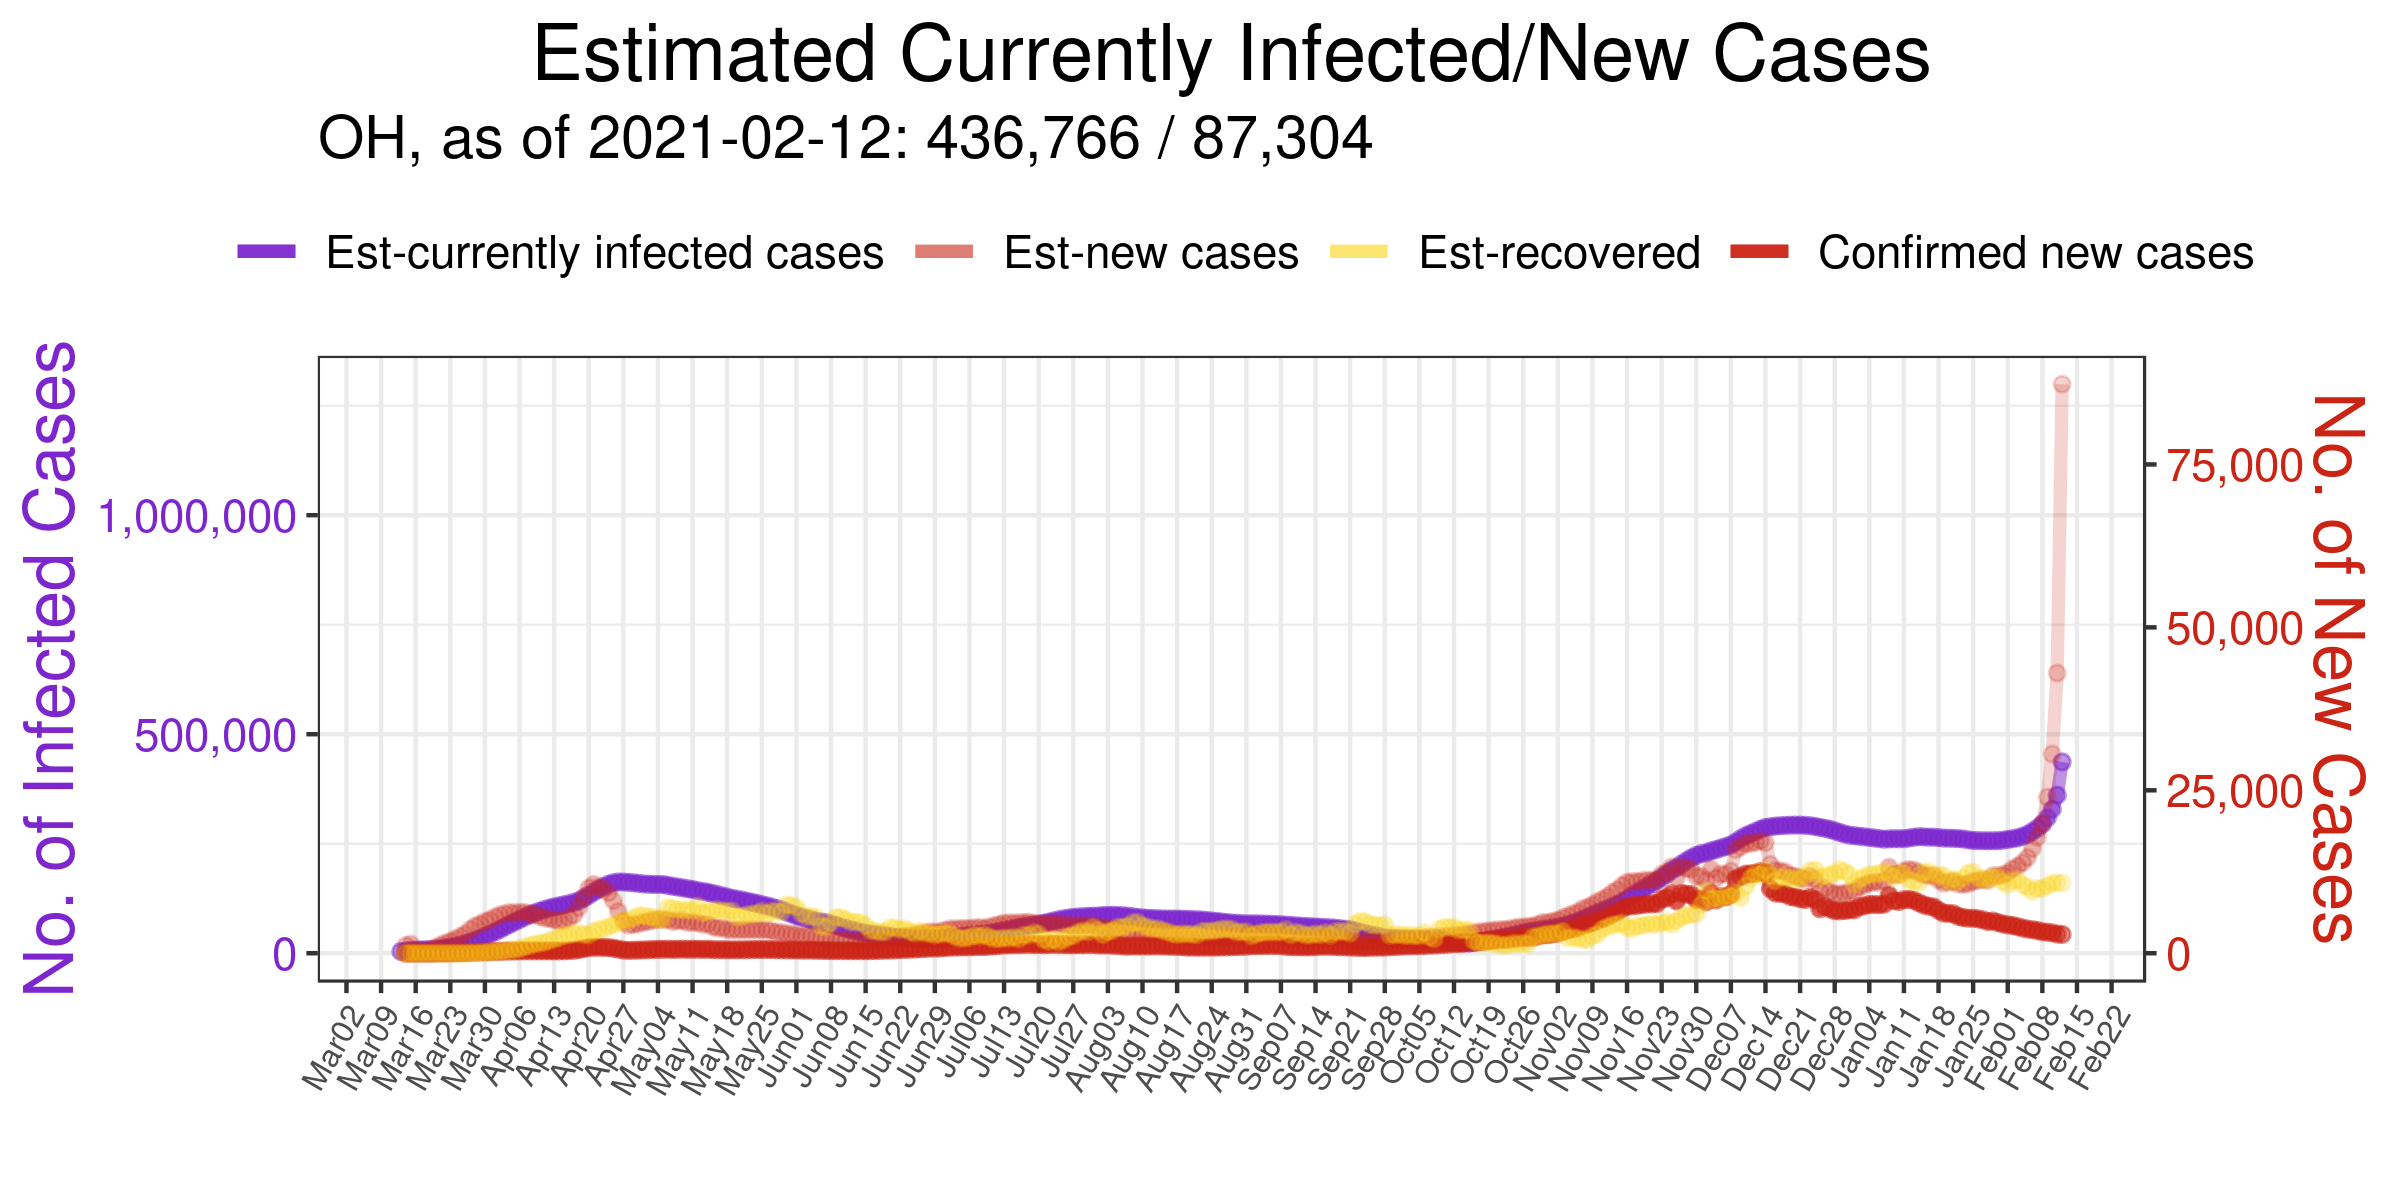 Estimated Currently Infected/New Cases
OH, as of 2021-02-12: 436,766 / 87,304
Est-currently infected cases Est-new cases Est-recovered Confirmed new cases
No. of Infected Cases
1,000,000
500,000
0
75,000
50,000
25,000
0
No. of New Cases
Mar02 Mar09 Mar16 Mar23 Mar30 Apr06 Apr13 Apr20 Apr27 May04 May11 May18 May25 Jun01 Jun08 Jun15 Jun22 Jun29 Jul06 Jul13 Jul20 Jul27 Aug03 Aug10 Aug17 Aug24 Aug31 Sep07 Sep14 Sep21 Sep28 Oct05 Oct12 Oct19 Oct26 Nov02 Nov09 Nov16 Nov23 Nov30 Dec07 Dec14 Dec21 Dec28 Jan04 Jan11 Jan18 Jan25 Feb01 Feb08 Feb15 Feb22